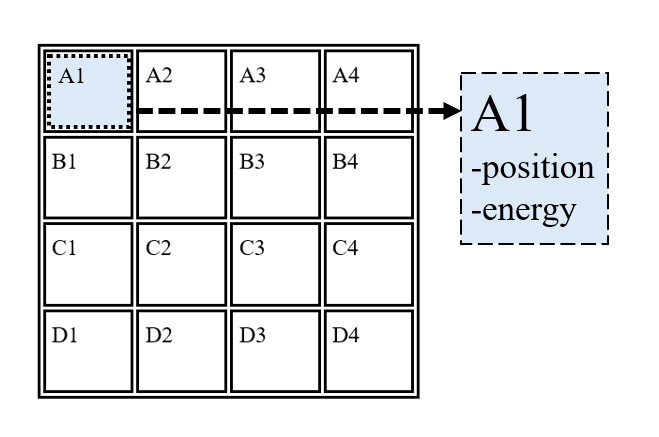 A1 A2 A3 A4
B1 B2 B3 B4
C1 C2 C3 C4
D1 D2 D3 D4
A1
-position
-energy